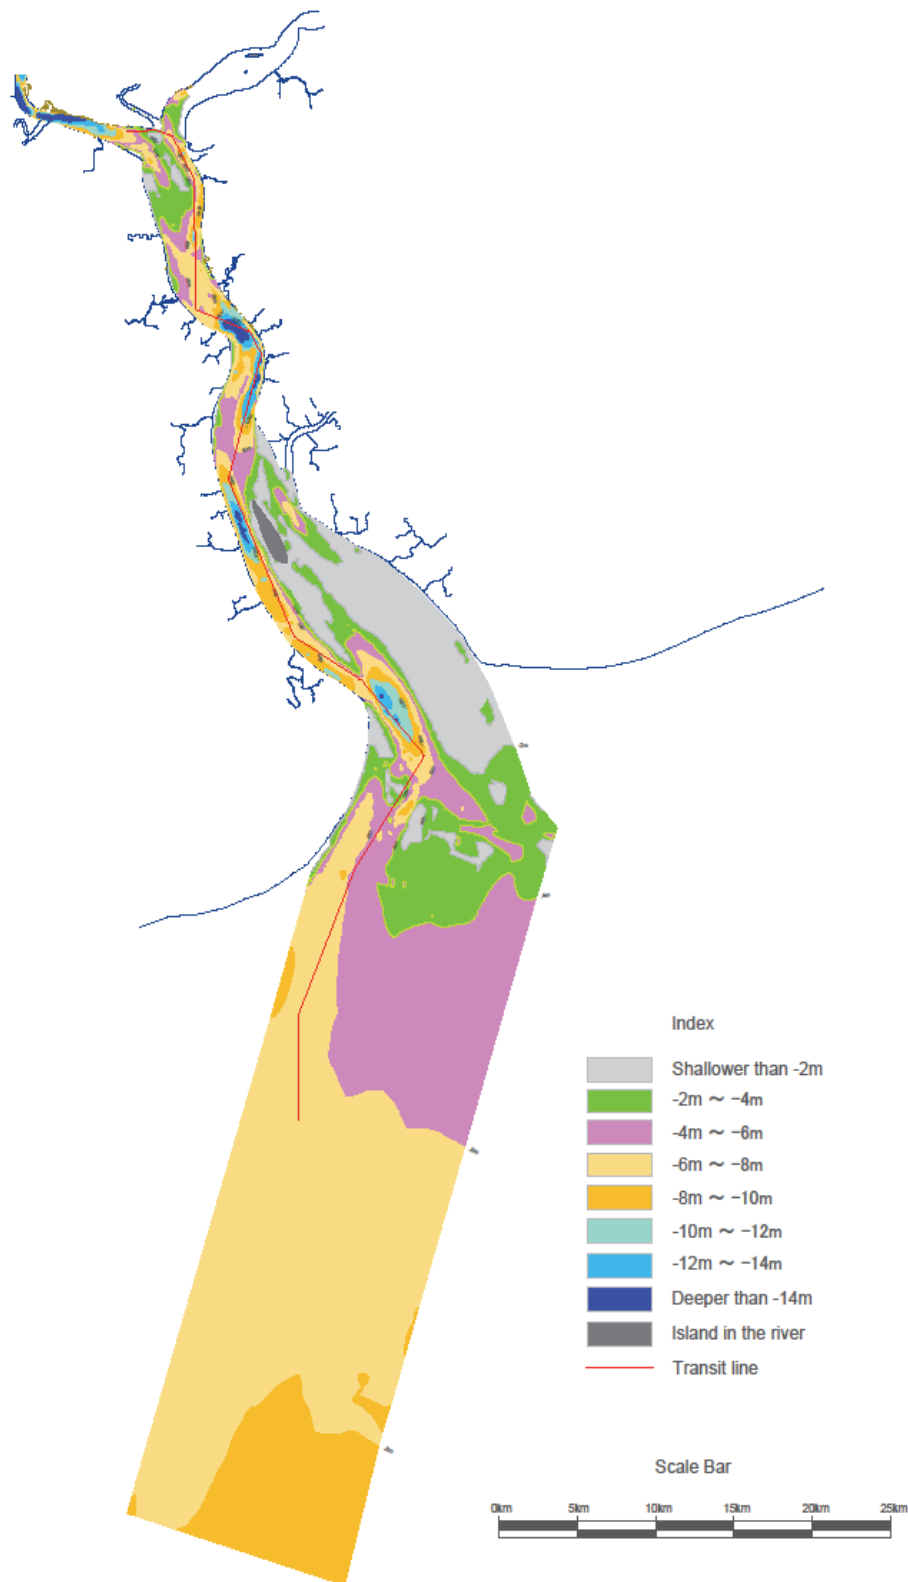 Index
Shallower than -2m
-2m ~ -4m
-4m ~ -6m
-6m ~ -8m
-8m ~ -10m
-10m ~ -12m
-12m ~ -14m
Deeper than -14m
Island in the river
Transit line
Scale Bar
0km 5km 10km 15km 20km 25km